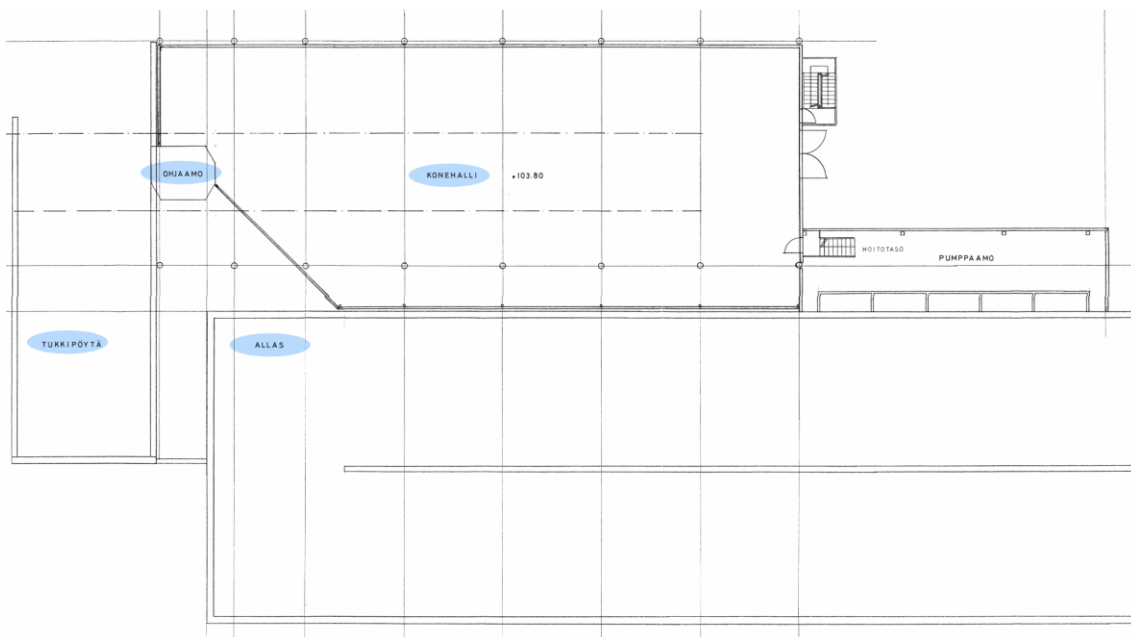 OHJAAMO
KONEHALLI
+103.80
HOITOTASO
PUMPPAAMO
TUKKIPÖYTÄ
ALLAS